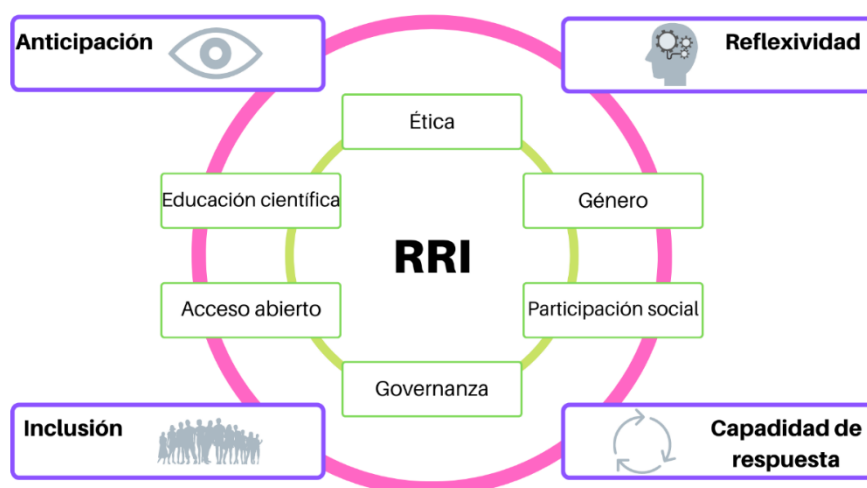 Anticipación
Reflexividad
Ética
Educación científica
Género
RRI
Acceso abierto
Participación social
Governanza
Inclusión
Capadidad de
respuesta